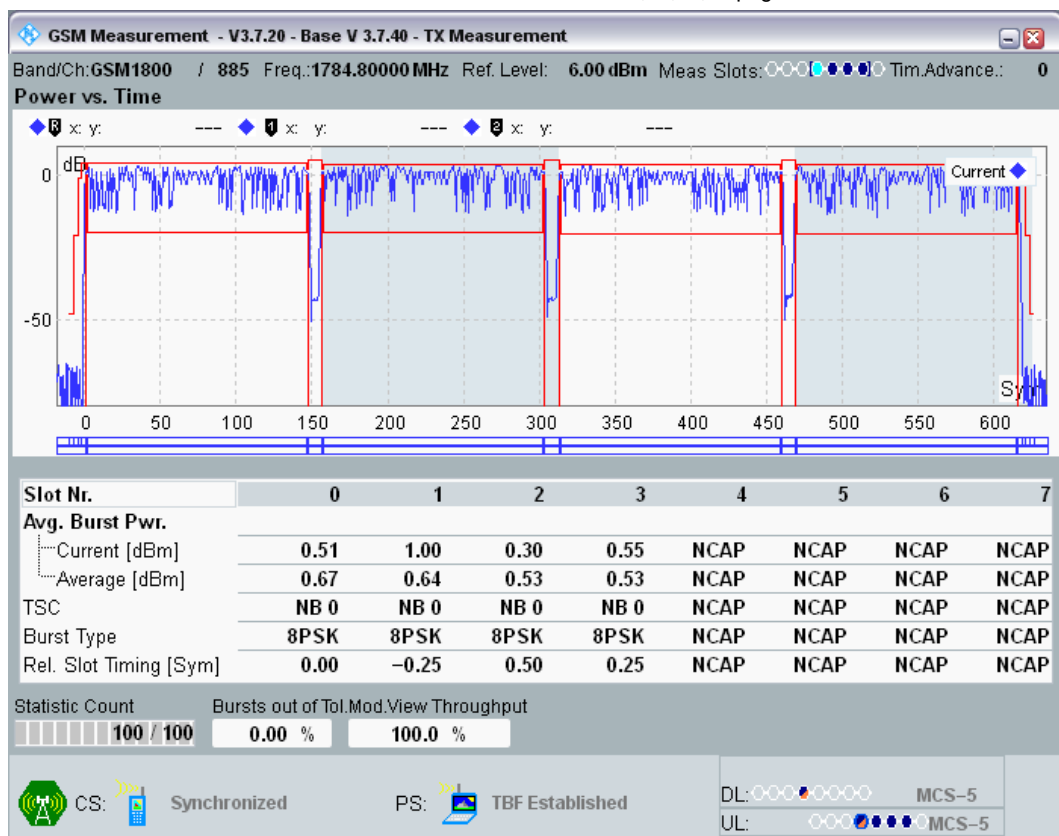 GSM Measurement - V3.7.20 - Base V 3.7.40 - TX Measurement
Band/Ch:GSM1800 / 885 Freq.:1784.80000 MHz Ref. Level: 6.00 dBm Meas Slots: Tim.Advance.: 0
Power vs. Time
R x: y: --- 1 x: y: --- 2 x: y: ---
dB
Current
0
-50
0 50 100 150 200 250 300 350 400 450 500 550 600
Slot Nr. 0 1 2 3 4 5 6 7
Avg. Burst Pwr.
Current [dBm] 0.51 1.00 0.30 0.55 NCAP NCAP NCAP NCAP
Average [dBm] 0.67 0.64 0.53 0.53 NCAP NCAP NCAP NCAP
TSC NB 0 NB 0 NB 0 NB 0 NCAP NCAP NCAP NCAP
Burst Type 8PSK 8PSK 8PSK 8PSK NCAP NCAP NCAP NCAP
Rel. Slot Timing [Sym] 0.00 −0.25 0.50 0.25 NCAP NCAP NCAP NCAP
Statistic Count Bursts out of Tol. Mod.View Throughput
100 / 100 0.00 % 100.0 %
CS: Synchronized PS: TBF Established DL: MCS−5
UL: MCS−5